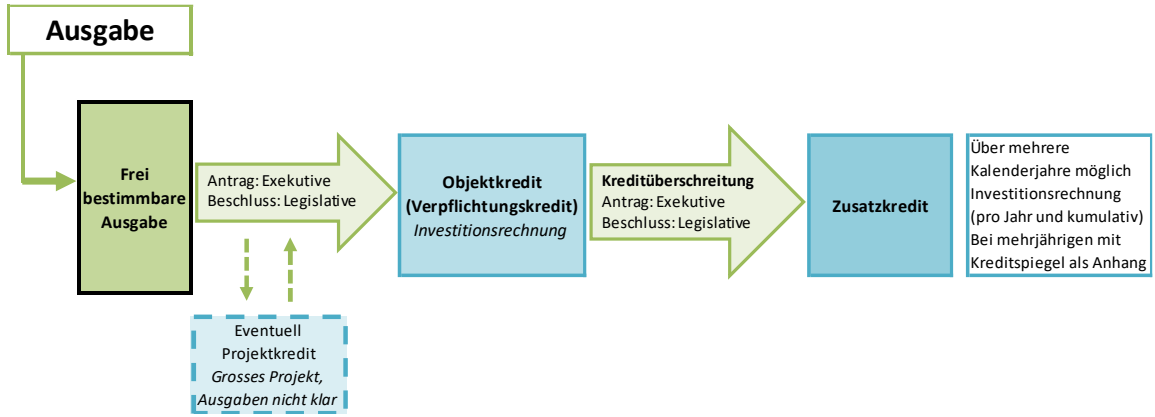 Ausgabe
Frei
bestimmbare
Ausgabe
Antrag: Exekutive
Beschluss: Legislative
Objektkredit
(Verpflichtungskredit)
Investitionsrechnung
Kreditüberschreitung
Antrag: Exekutive
Beschluss: Legislative
Zusatzkredit
Über mehrere
Kalenderjahre möglich
Investitionsrechnung
(pro Jahr und kumulativ)
Bei mehrjährigen mit
Kreditspiegel als Anhang
Eventuell
Projektkredit
Grosses Projekt,
Ausgaben nicht klar